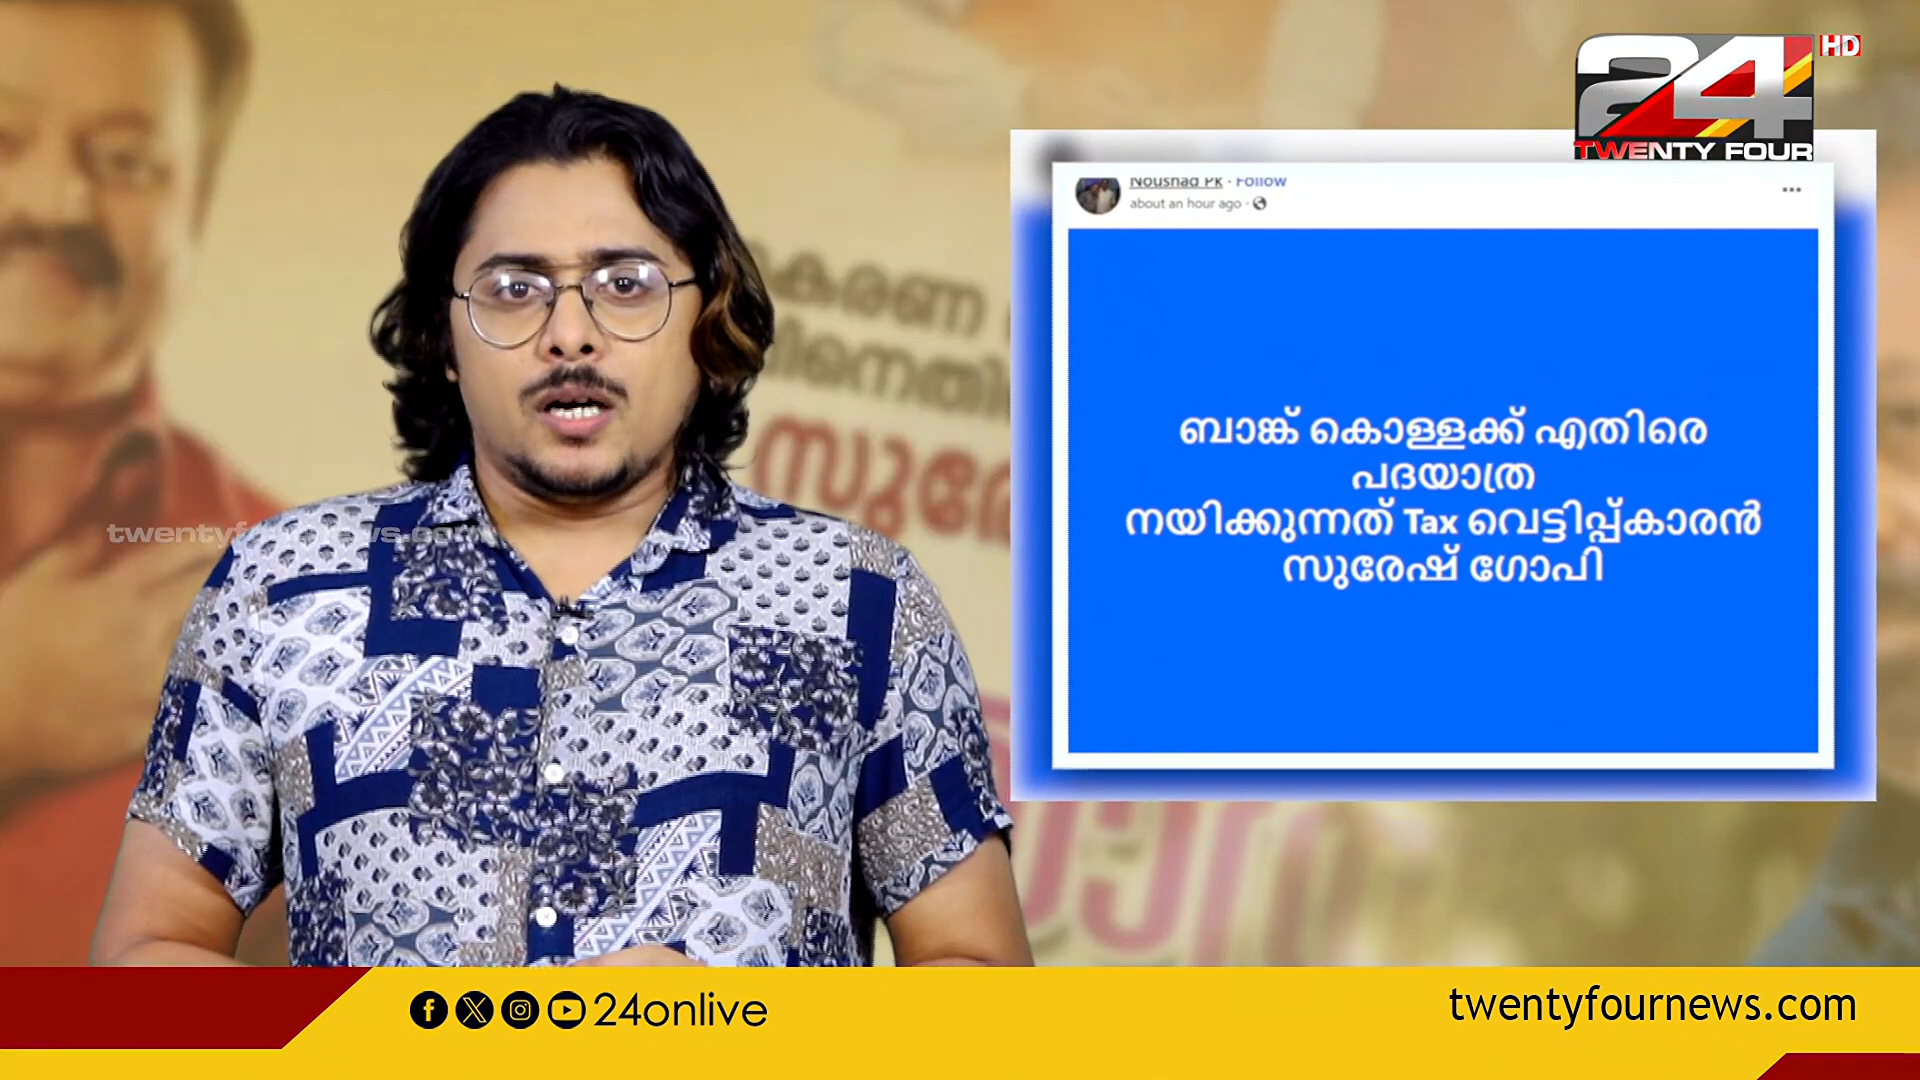 24
HD
TWENTY FOUR
Noushad PK · Follow
about an hour ago ·
ബാങ്ക് കൊള്ളക്ക് എതിരെ
പദയാത്ര
നയിക്കുന്നത് Tax വെട്ടിപ്പ്കാരൻ
സുരേഷ് ഗോപി
കരണ
ിനെതി
സുരേ
24onlive
twentyfournews.com